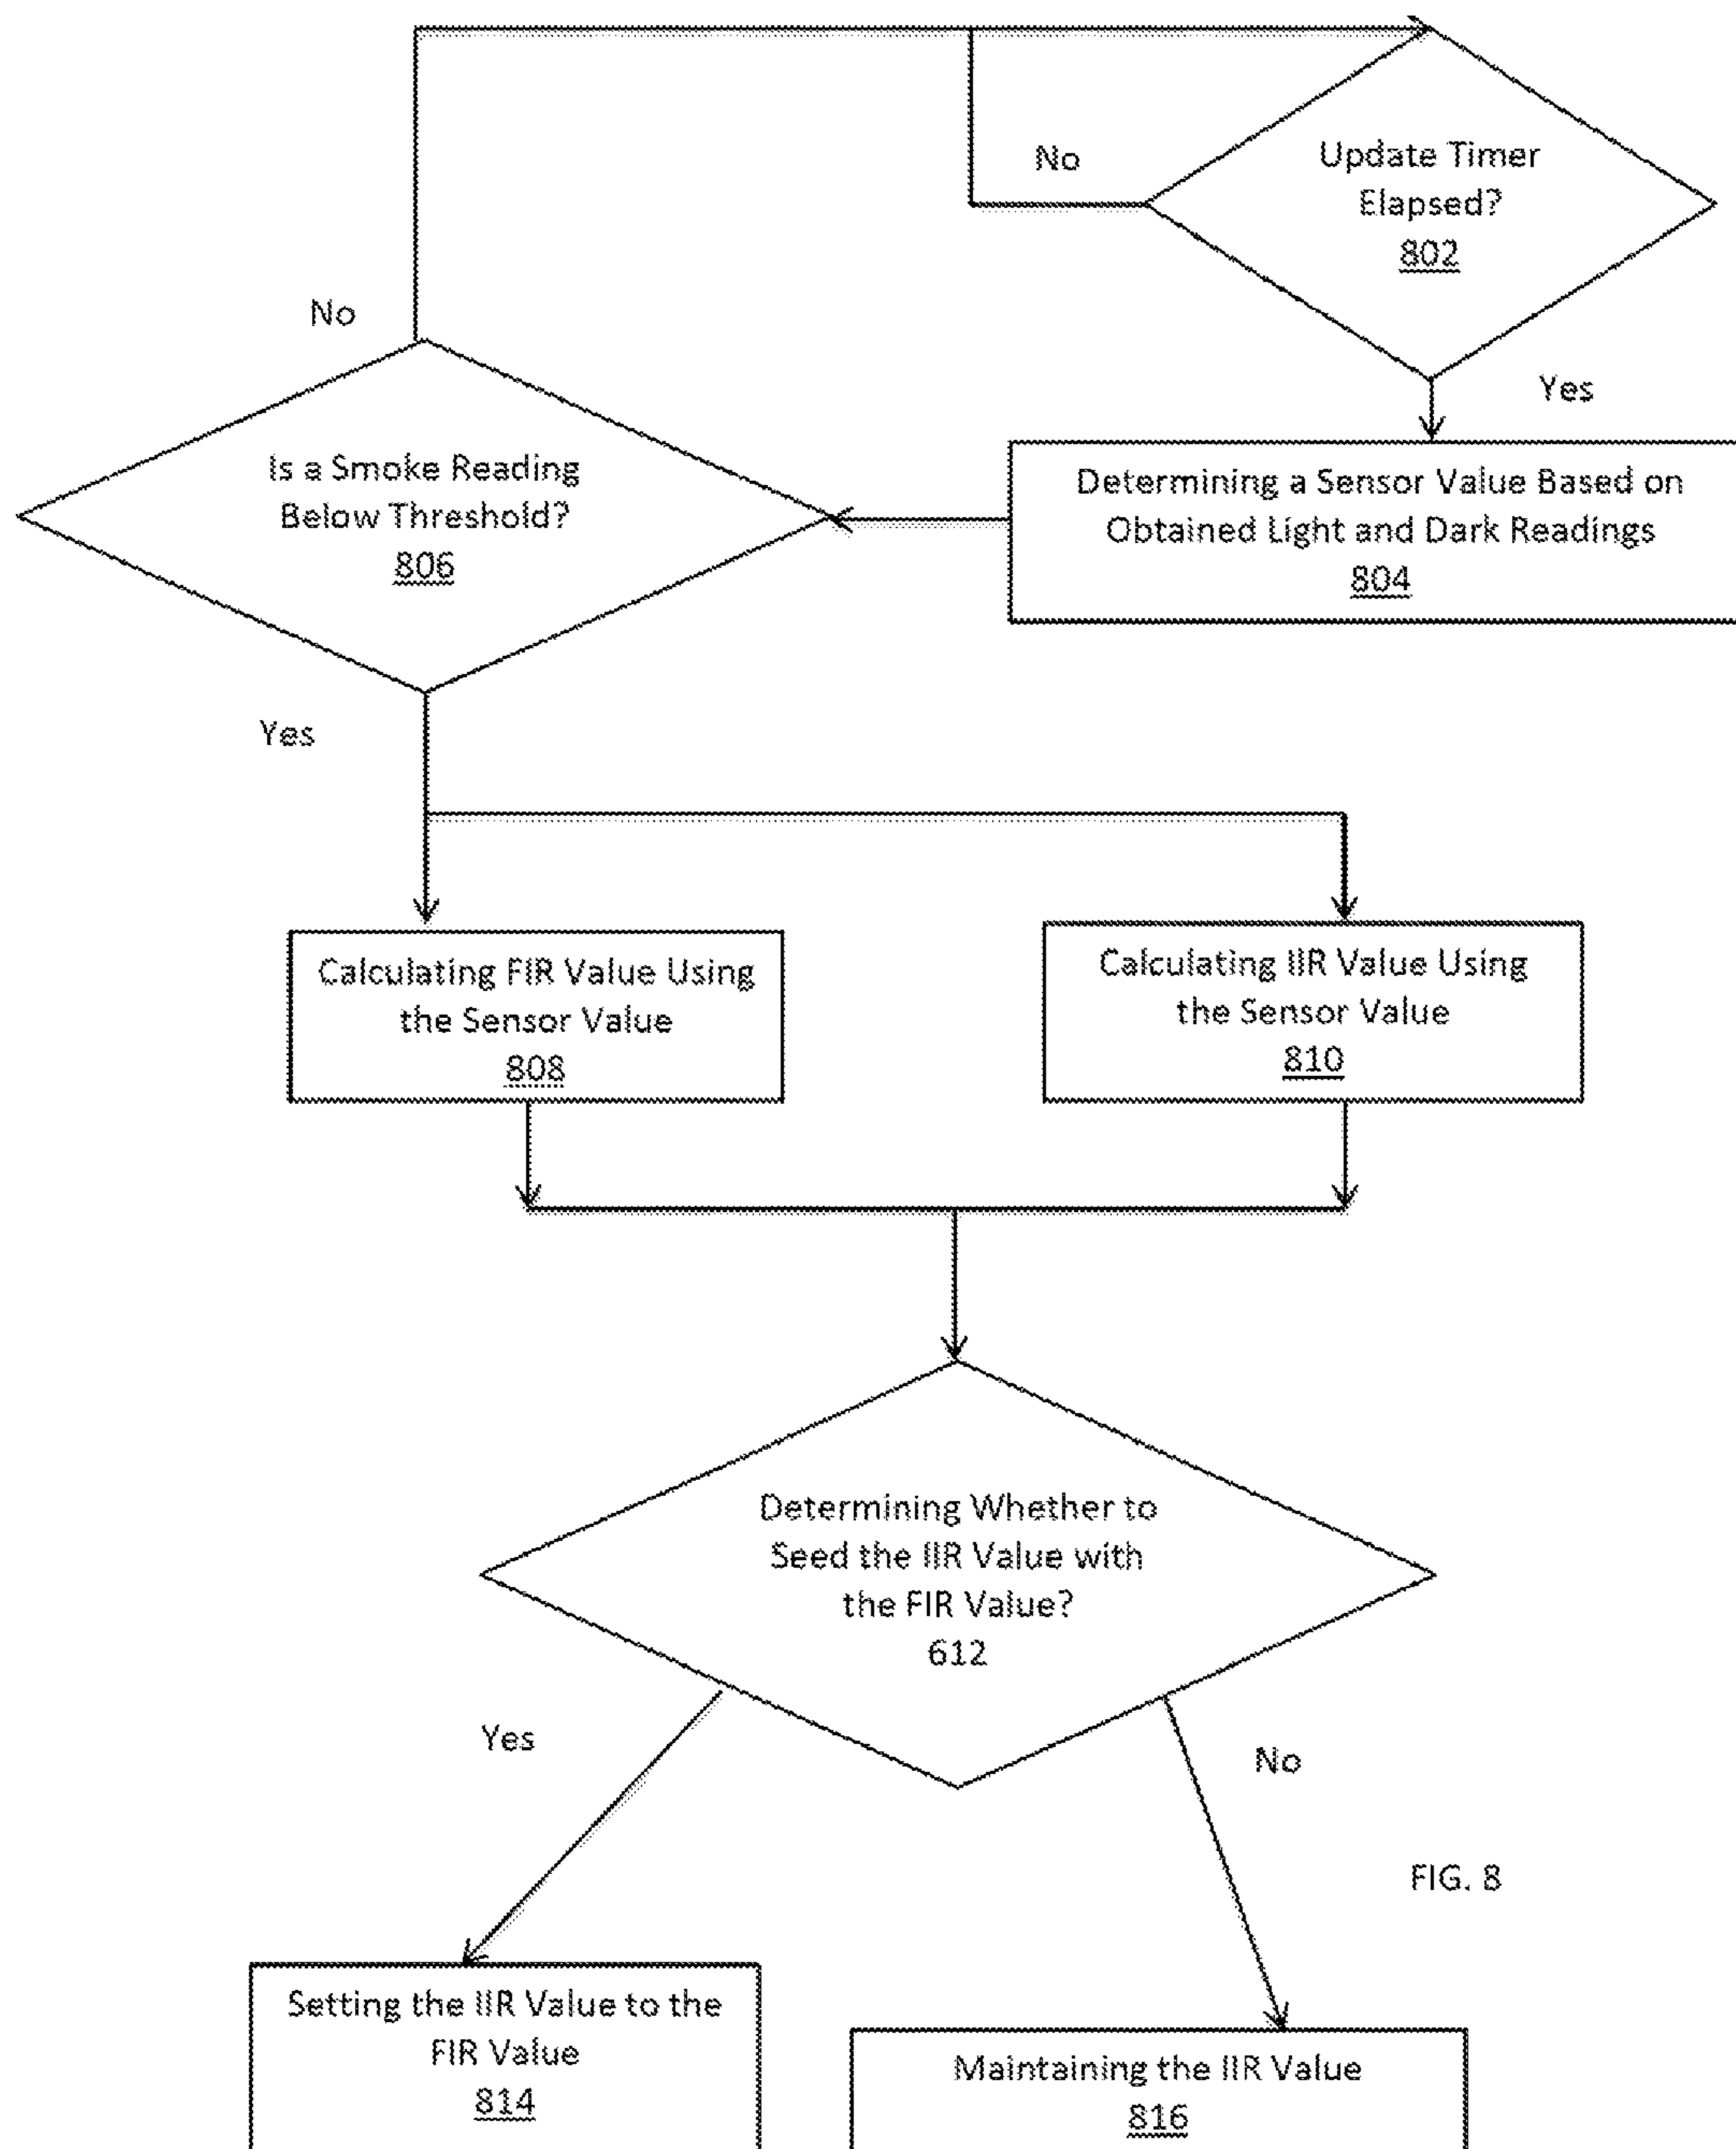 Update Timer
Elapsed?
802
No
Yes
No
Is a Smoke Reading
Below Threshold?
806
Determining a Sensor Value Based on
Obtained Light and Dark Readings
804
Yes
Calculating FIR Value Using
the Sensor Value
808
Calculating IIR Value Using
the Sensor Value
810
Determining Whether to
Seed the IIR Value with
the FIR Value?
612
Yes
No
FIG. 8
Setting the IIR Value to the
FIR Value
814
Maintaining the IIR Value
816